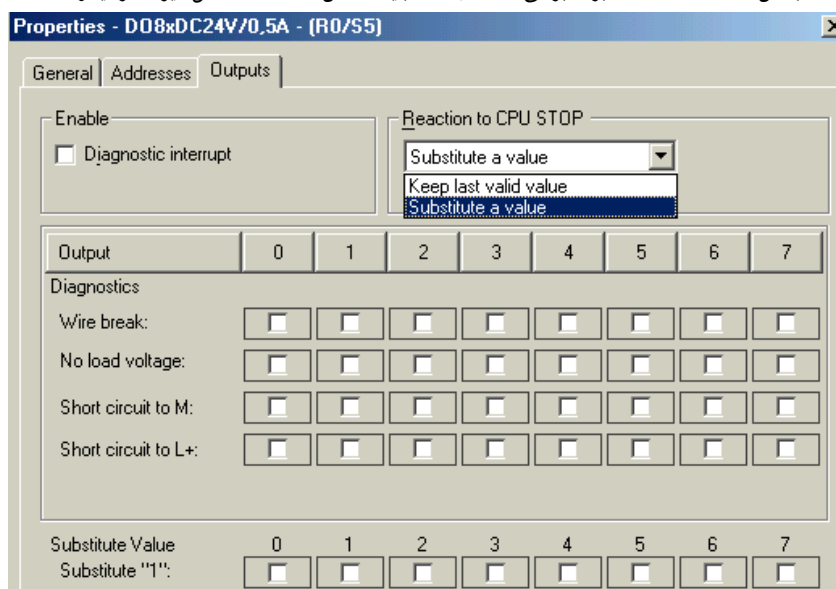 Properties - DO8xDC24V/0,5A - (R0/S5)
General Addresses Outputs
Enable
Diagnostic interrupt
Reaction to CPU STOP
Substitute a value
Keep last valid value
Substitute a value
Output 0 1 2 3 4 5 6 7
Diagnostics
Wire break:
No load voltage:
Short circuit to M:
Short circuit to L+:
Substitute Value 0 1 2 3 4 5 6 7
Substitute "1":